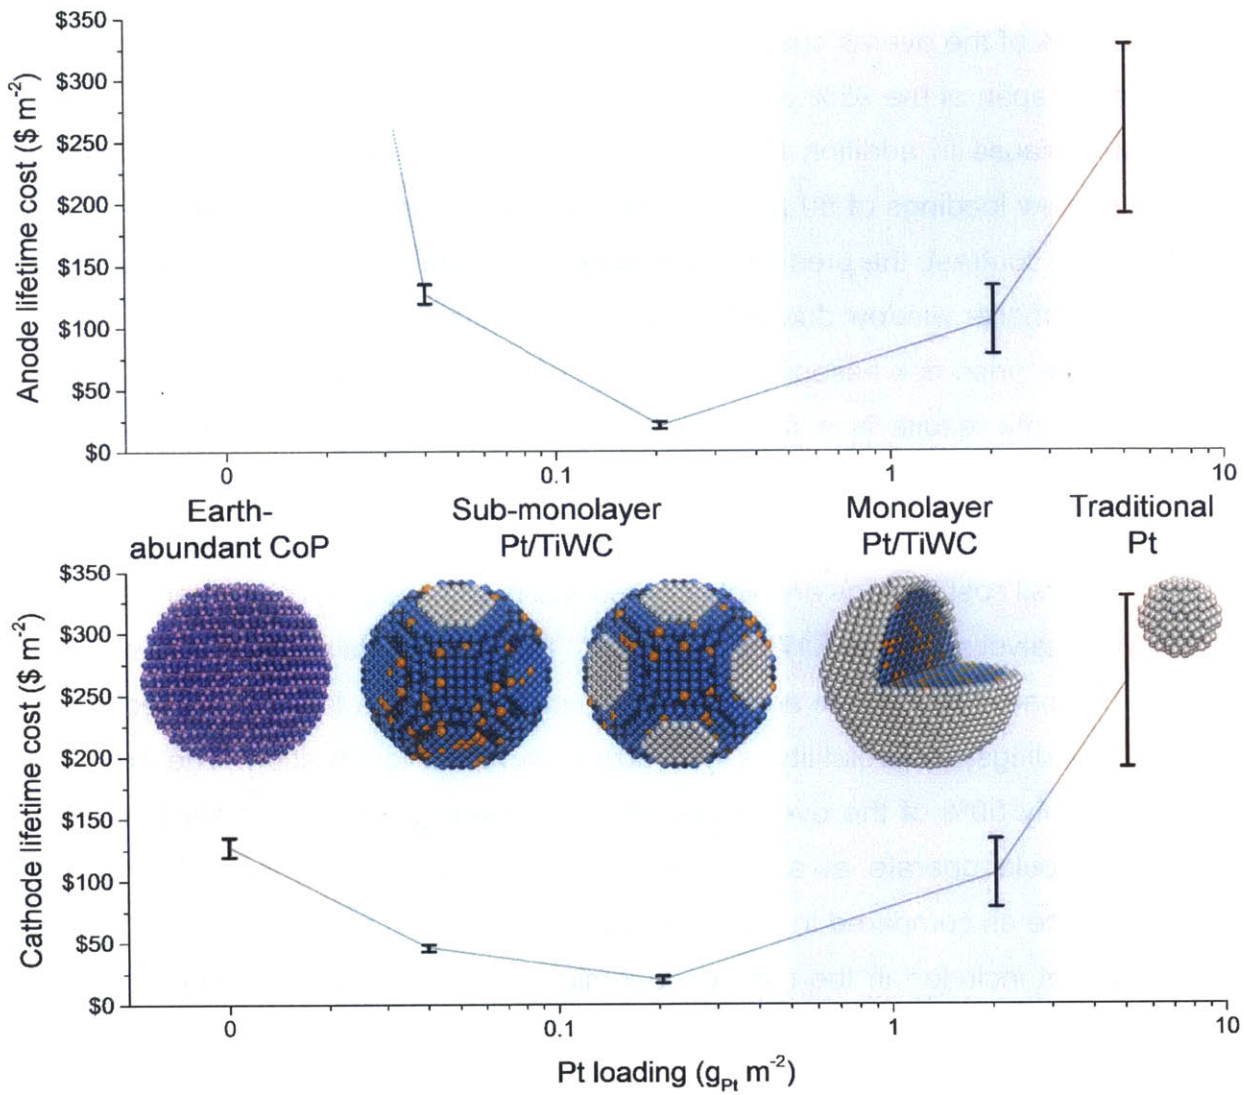 $350
$300
$250
$200
$150
$100
$50
$0
Anode lifetime cost ($ m⁻²)
0
0.1
1
10
Earth-
abundant CoP
Sub-monolayer
Pt/TiWC
Monolayer
Pt/TiWC
Traditional
Pt
$350
$300
$250
$200
$150
$100
$50
$0
Cathode lifetime cost ($ m⁻²)
0
0.1
1
10
Pt loading (g_Pt m⁻²)